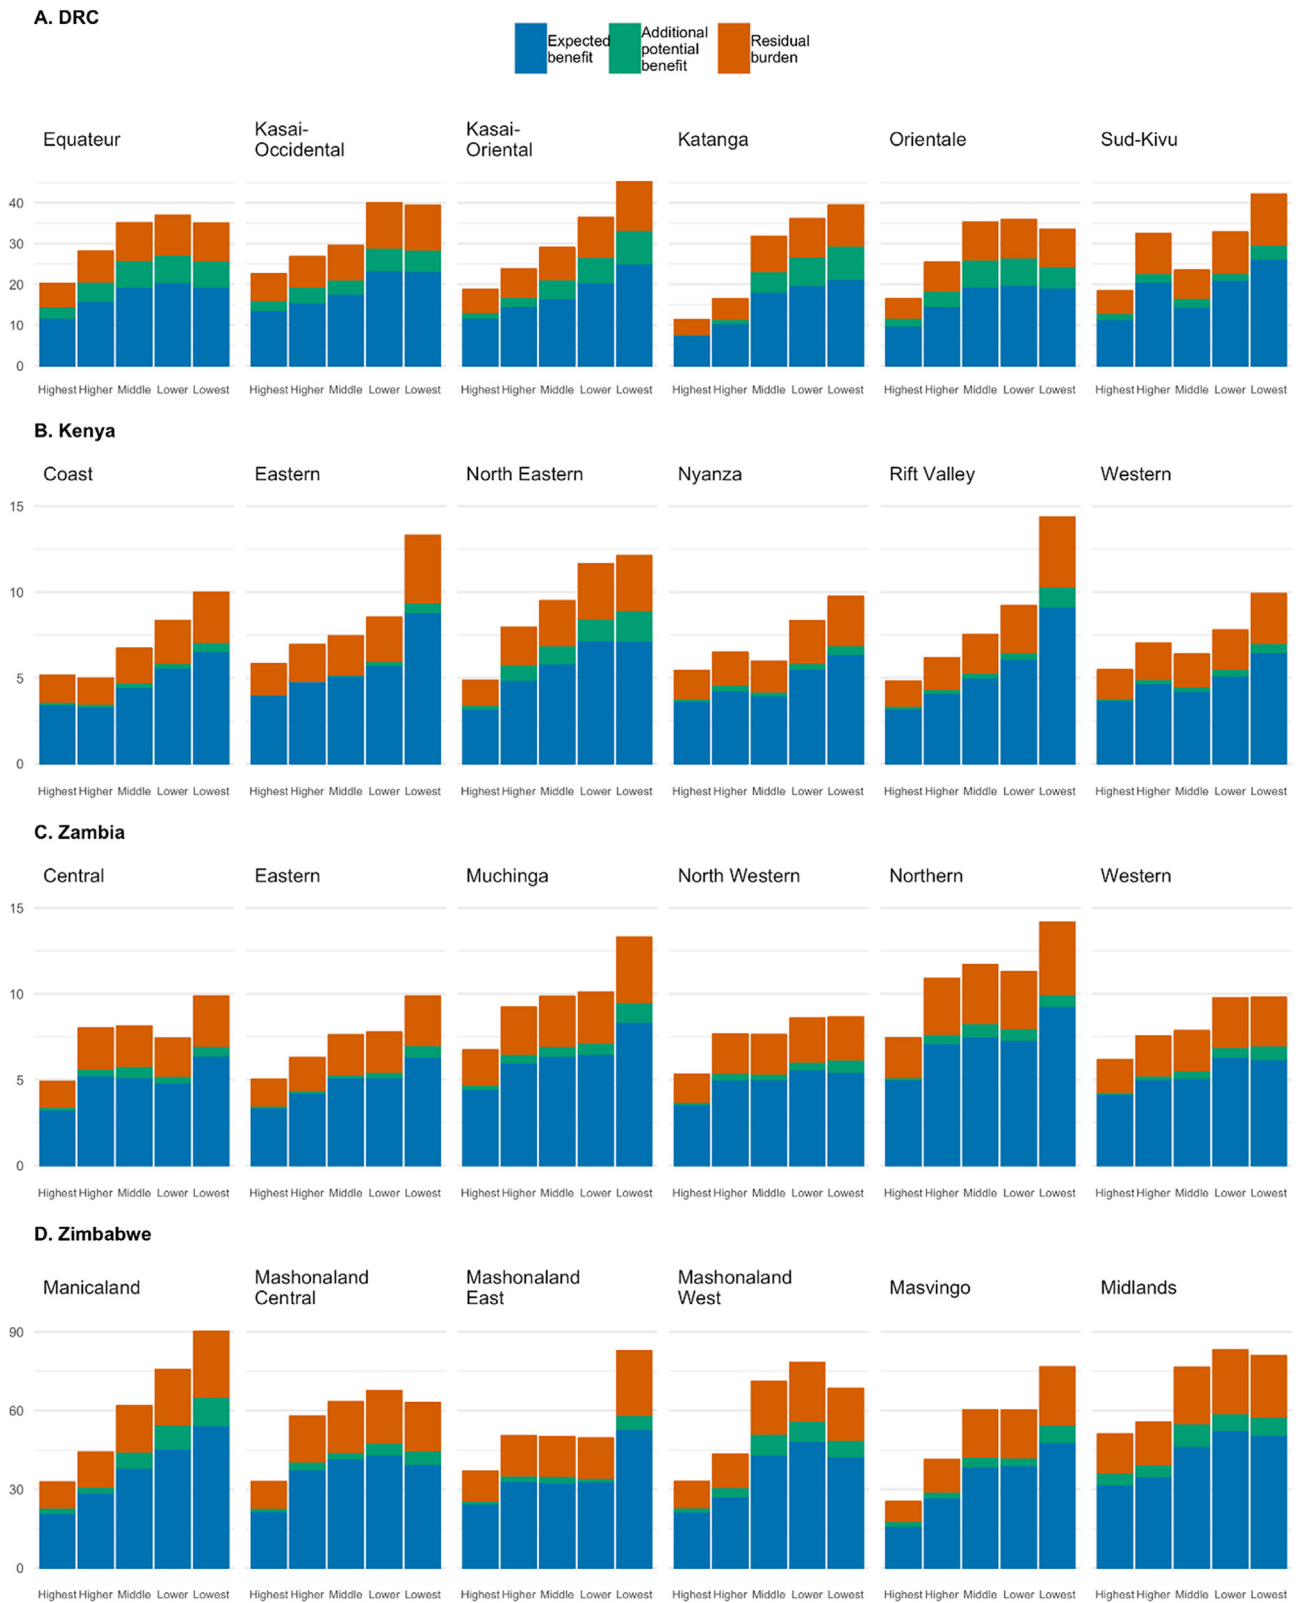 A. DRC
Expected
benefit
Additional
potential
benefit
Residual
burden
Equateur
Kasai-
Occidental
Kasai-
Oriental
Katanga
Orientale
Sud-Kivu
40
30
20
10
0
Highest Higher Middle Lower Lowest Highest Higher Middle Lower Lowest Highest Higher Middle Lower Lowest Highest Higher Middle Lower Lowest Highest Higher Middle Lower Lowest Highest Higher Middle Lower Lowest
B. Kenya
Coast Eastern North Eastern Nyanza Rift Valley Western
15
10
5
0
Highest Higher Middle Lower Lowest Highest Higher Middle Lower Lowest Highest Higher Middle Lower Lowest Highest Higher Middle Lower Lowest Highest Higher Middle Lower Lowest Highest Higher Middle Lower Lowest
C. Zambia
Central Eastern Muchinga North Western Northern Western
15
10
5
0
Highest Higher Middle Lower Lowest Highest Higher Middle Lower Lowest Highest Higher Middle Lower Lowest Highest Higher Middle Lower Lowest Highest Higher Middle Lower Lowest Highest Higher Middle Lower Lowest
D. Zimbabwe
Manicaland
Mashonaland
Central
Mashonaland
East
Mashonaland
West
Masvingo
Midlands
90
60
30
0
Highest Higher Middle Lower Lowest Highest Higher Middle Lower Lowest Highest Higher Middle Lower Lowest Highest Higher Middle Lower Lowest Highest Higher Middle Lower Lowest Highest Higher Middle Lower Lowest